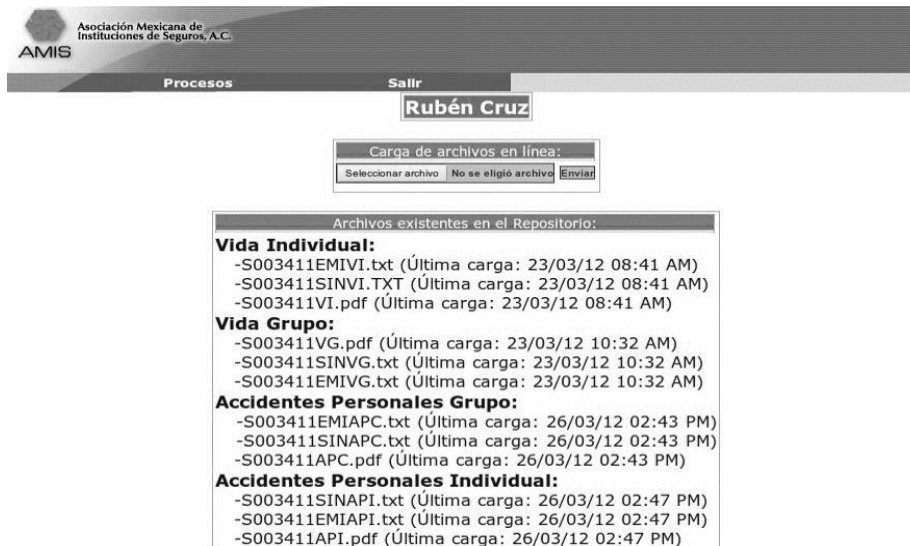 Asociación Mexicana de
Instituciones de Seguros, A.C.
AMIS
Procesos Salir
Rubén Cruz
Carga de archivos en línea:
Seleccionar archivo No se eligió archivo Enviar
Archivos existentes en el Repositorio:
Vida Individual:
-S003411EMIVI.txt (Última carga: 23/03/12 08:41 AM)
-S003411SINVI.TXT (Última carga: 23/03/12 08:41 AM)
-S003411VI.pdf (Última carga: 23/03/12 08:41 AM)
Vida Grupo:
-S003411VG.pdf (Última carga: 23/03/12 10:32 AM)
-S003411SINVG.txt (Última carga: 23/03/12 10:32 AM)
-S003411EMIVG.txt (Última carga: 23/03/12 10:32 AM)
Accidentes Personales Grupo:
-S003411EMIAPC.txt (Última carga: 26/03/12 02:43 PM)
-S003411SINAPC.txt (Última carga: 26/03/12 02:43 PM)
-S003411APC.pdf (Última carga: 26/03/12 02:43 PM)
Accidentes Personales Individual:
-S003411SINAPI.txt (Última carga: 26/03/12 02:47 PM)
-S003411EMIAPI.txt (Última carga: 26/03/12 02:47 PM)
-S003411API.pdf (Última carga: 26/03/12 02:47 PM)